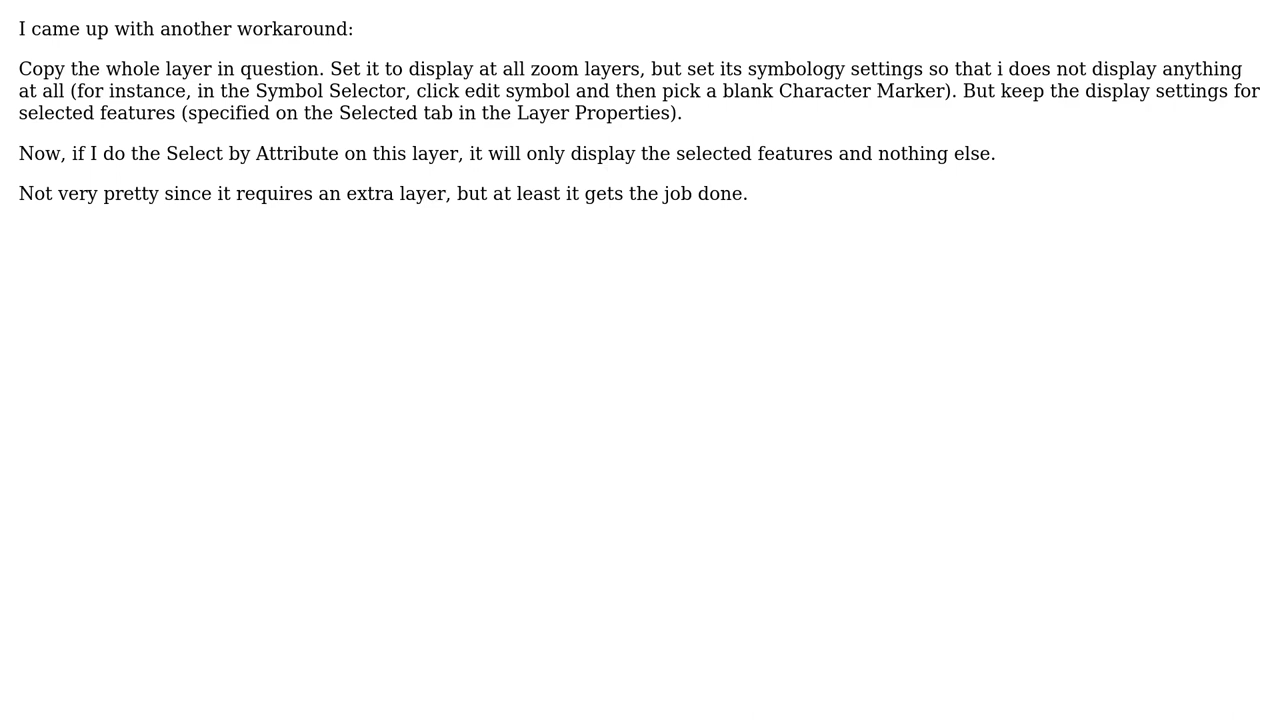 I came up with another workaround:
Copy the whole layer in question. Set it to display at all zoom layers, but set its symbology settings so that i does not display anything
at all (for instance, in the Symbol Selector, click edit symbol and then pick a blank Character Marker). But keep the display settings for
selected features (specified on the Selected tab in the Layer Properties).
Now, if I do the Select by Attribute on this layer, it will only display the selected features and nothing else.
Not very pretty since it requires an extra layer, but at least it gets the job done.